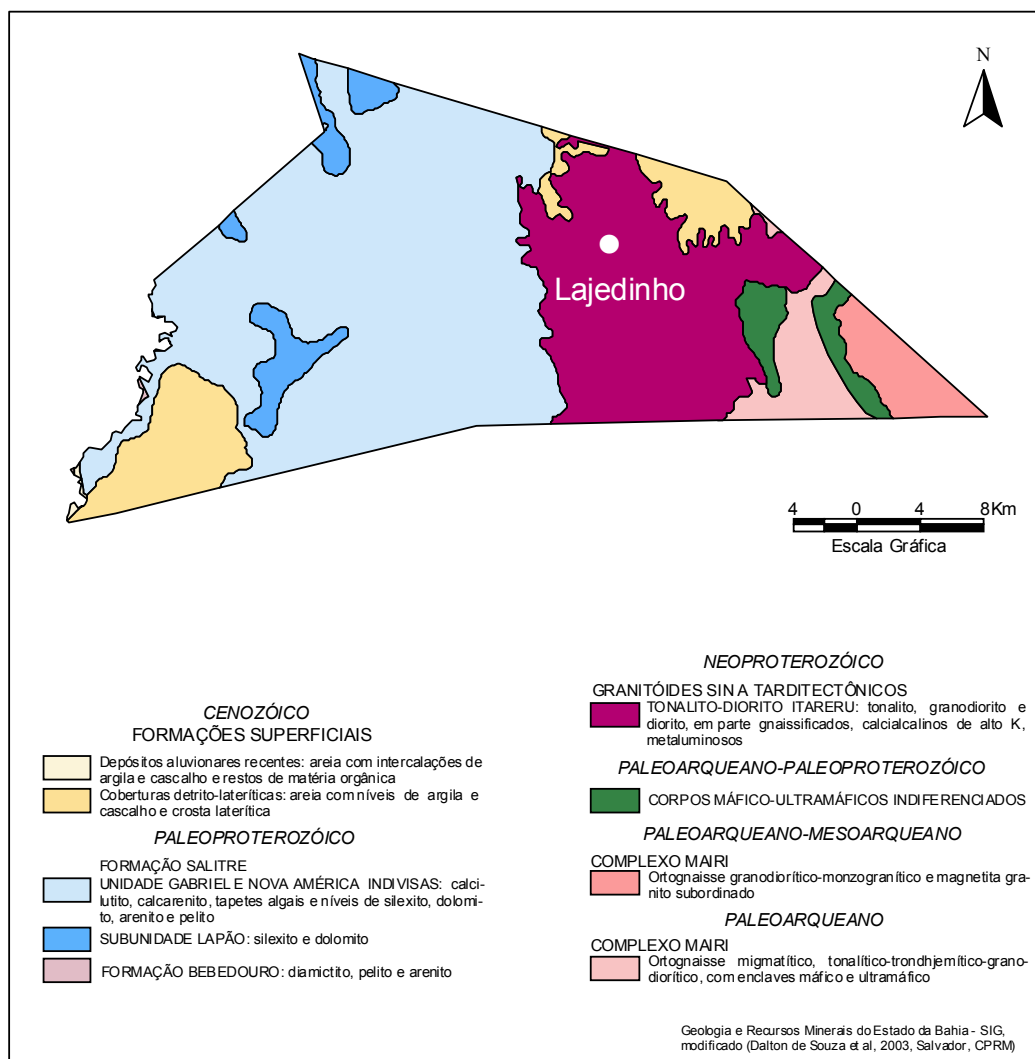 N
Lajedinho
4 0 4 8Km
Escala Gráfica
CENOZÓICO
FORMAÇÕES SUPERFICIAIS
Depósitos aluvionares recentes: areia com intercalações de
argila e cascalho e restos de matéria orgânica
Coberturas detrito-lateríticas: areia com níveis de argila e
cascalho e crosta laterítica
PALEOPROTEROZÓICO
FORMAÇÃO SALITRE
UNIDADE GABRIEL E NOVA AMÉRICA INDIVISAS: calci-
lutito, calcarenito, tapetes algais e níveis de silexito, dolomi-
to, arenito e pelito
SUBUNIDADE LAPÃO: silexito e dolomito
FORMAÇÃO BEBEDOURO: diamictito, pelito e arenito
NEOPROTEROZÓICO
GRANITÓIDES SIN A TARDITECTÔNICOS
TONALITO-DIORITO ITARERU: tonalito, granodiorito e
diorito, em parte gnaissificados, calcialcalinos de alto K,
metaluminosos
PALEOARQUEANO-PALEOPROTEROZÓICO
CORPOS MÁFICO-ULTRAMÁFICOS INDIFERENCIADOS
PALEOARQUEANO-MESOARQUEANO
COMPLEXO MAIRI
Ortognaisse granodiorítico-monzogranítico e magnetita gra-
nito subordinado
PALEOARQUEANO
COMPLEXO MAIRI
Ortognaisse migmatítico, tonalítico-trondhjemítico-grano-
diorítico, com enclaves máfico e ultramáfico
Geologia e Recursos Minerais do Estado da Bahia - SIG,
modificado (Dalton de Souza et al, 2003, Salvador, CPRM)